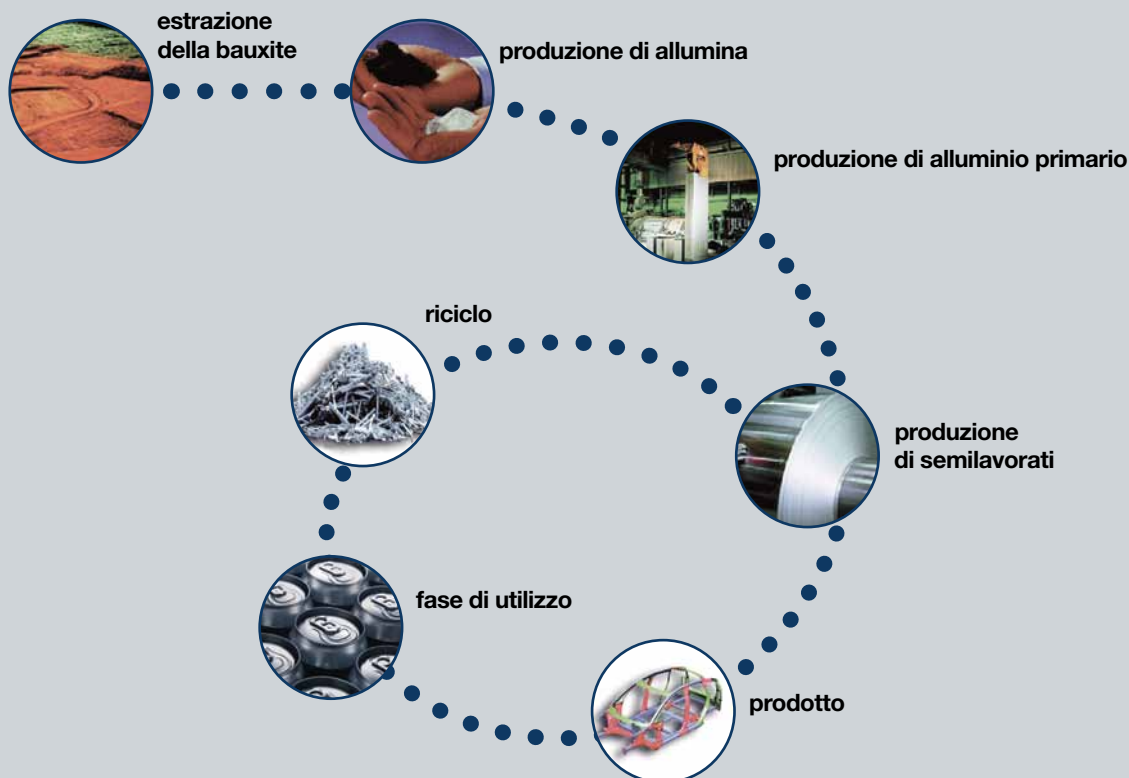 estrazione
della bauxite
produzione di allumina
produzione di alluminio primario
riciclo
produzione
di semilavorati
fase di utilizzo
prodotto